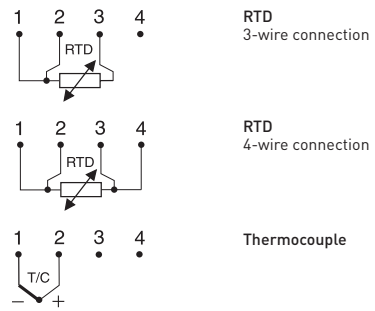 1 2 3 4
RTD
RTD
3-wire connection
1 2 3 4
RTD
RTD
4-wire connection
1 2 3 4
T/C
− +
Thermocouple